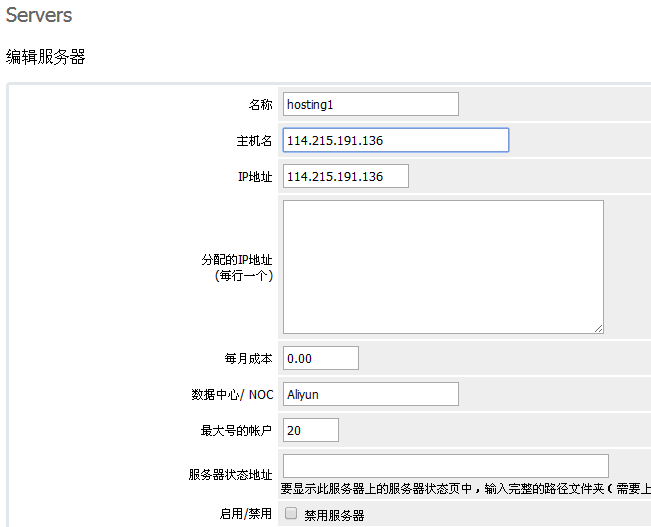 Servers
编辑服务器
名称 hosting1
主机名 114.215.191.136
IP地址 114.215.191.136
分配的IP地址
(每行一个)
每月成本 0.00
数据中心/ NOC Aliyun
最大号的帐户 20
服务器状态地址
要显示此服务器上的服务器状态页中，输入完整的路径文件夹 ( 需要上
启用/禁用 禁用服务器